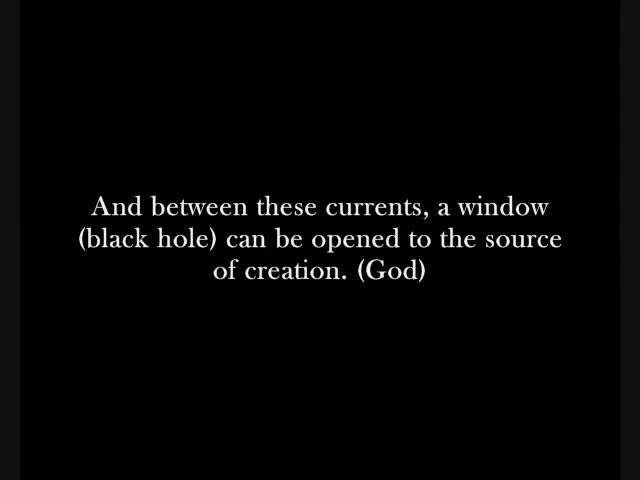 And between these currents, a window
(black hole) can be opened to the source
of creation. (God)